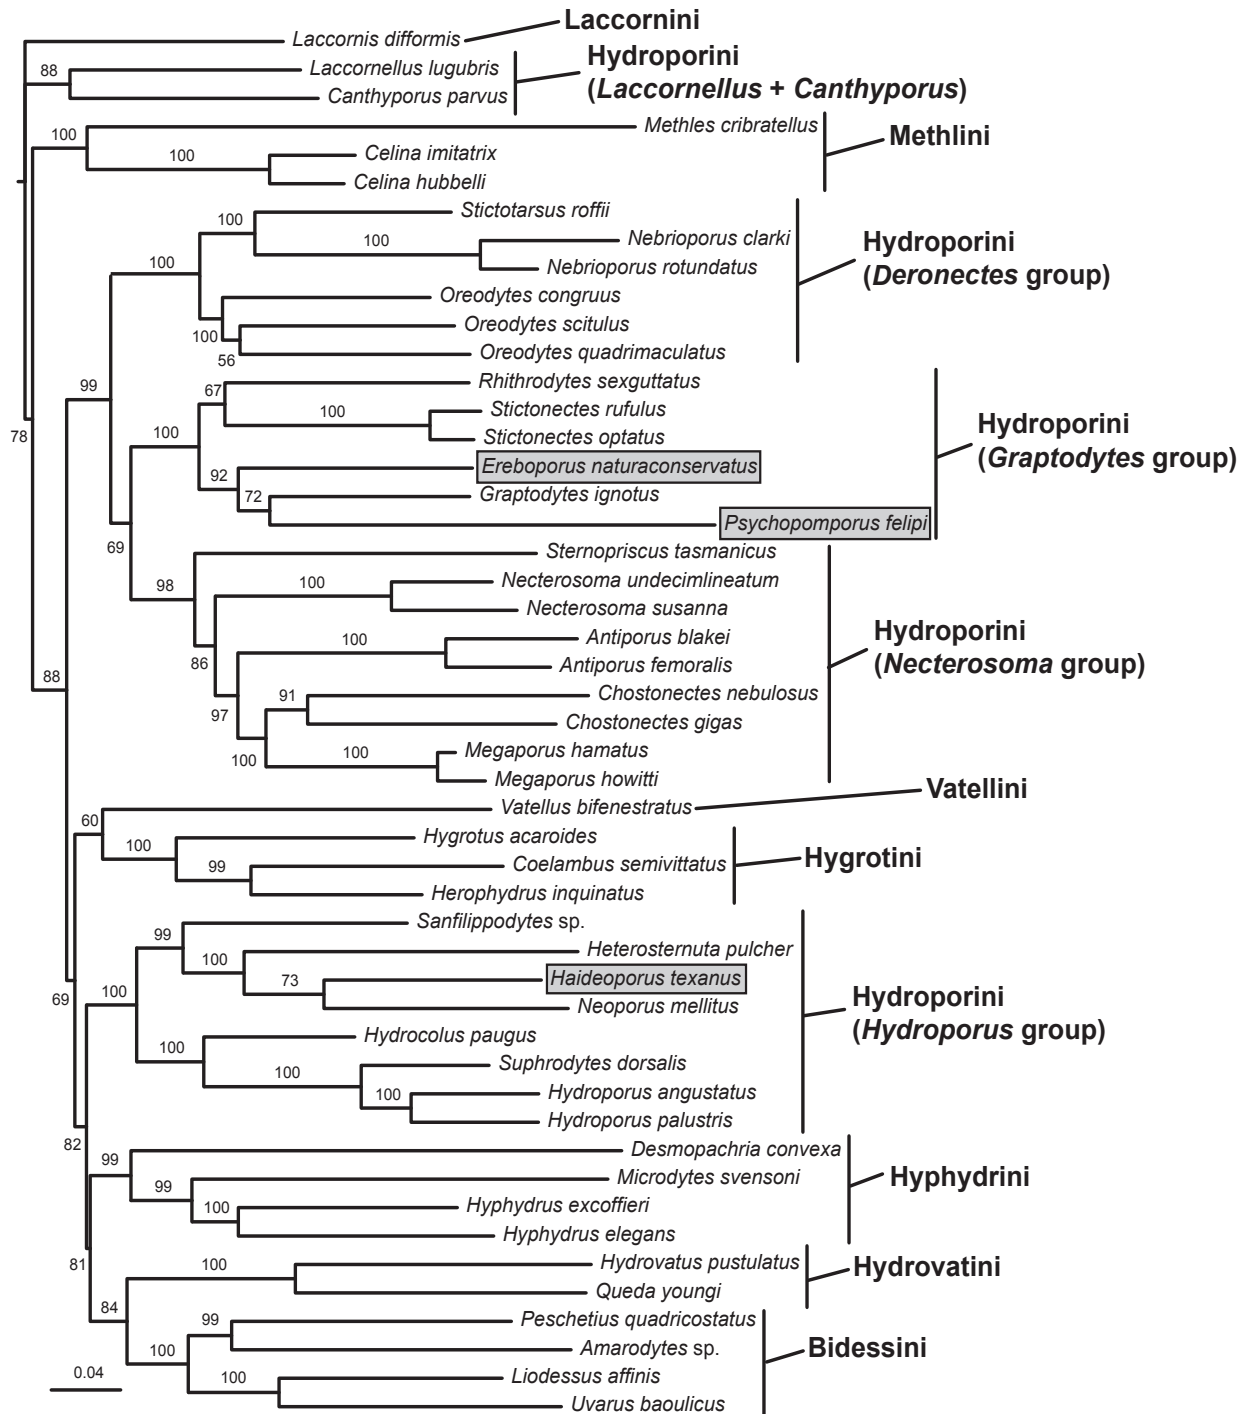 Laccornini
Laccornis difformis
88
Laccornellus lugubris
Canthyporus parvus
Hydroporini
(Laccornellus + Canthyporus)
100
Methles cribratellus
Methlini
100
Celina imitatrix
Celina hubbelli
Stictotarsus roffii
100
100
Nebrioporus clarki
Nebrioporus rotundatus
Hydroporini
(Deronectes group)
100
Oreodytes congruus
Oreodytes scitulus
100
56
Oreodytes quadrimaculatus
99
67
Rhithrodytes sexguttatus
100
Stictonectes rufulus
Stictonectes optatus
78
100
Hydroporini
(Graptodytes group)
92
Ereboporus naturaconservatus
72
Graptodytes ignotus
Psychopomporus felipi
69
Sternopriscus tasmanicus
98
100
Necterosoma undecimlineatum
Necterosoma susanna
Hydroporini
(Necterosoma group)
86
100
Antiporus blakei
Antiporus femoralis
88
91
Chostonectes nebulosus
97
Chostonectes gigas
100
100
Megaporus hamatus
Megaporus howitti
Vatellini
60
Vatellus bifenestratus
100
Hygrotus acaroides
99
Coelambus semivittatus
Herophydrus inquinatus
Hygrotini
Sanfilippodytes sp.
99
100
Heterosternuta pulcher
73
Haideoporus texanus
Neoporus mellitus
69
100
Hydroporini
(Hydroporus group)
100
Hydrocolus paugus
100
Suphrodytes dorsalis
100
Hydroporus angustatus
Hydroporus palustris
82
99
Desmopachria convexa
99
Microdytes svensoni
Hyphydrini
100
Hyphydrus excoffieri
Hyphydrus elegans
81
100
Hydrovatus pustulatus
Queda youngi
Hydrovatini
84
99
Peschetius quadricostatus
Amarodytes sp.
Bidessini
100
100
Liodessus affinis
Uvarus baoulicus
0.04